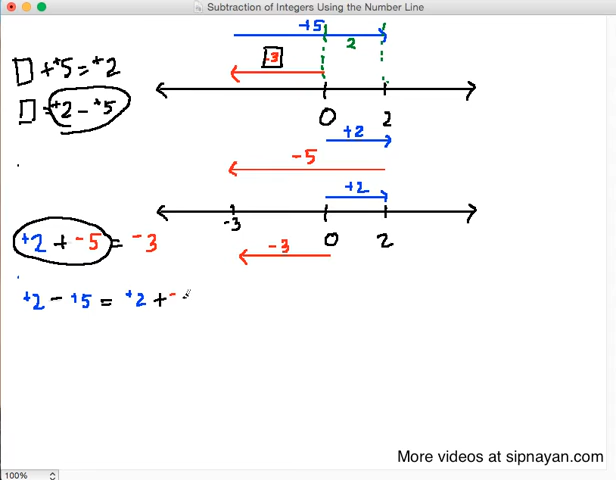 Subtraction of Integers Using the Number Line
+5
2
-3
□ + +5 = +2
□ = +2 - +5
0 2
+2
-5
+2
-3 0 2
+2 + -5 = -3
-3
+2 - +5 = +2 + -
More videos at sipnayan.com
100%